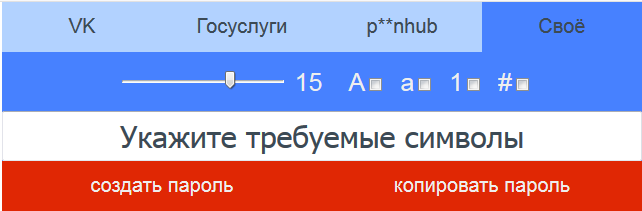 VK Госуслуги p**nhub Своё
15 A a 1 #
Укажите требуемые символы
создать пароль копировать пароль